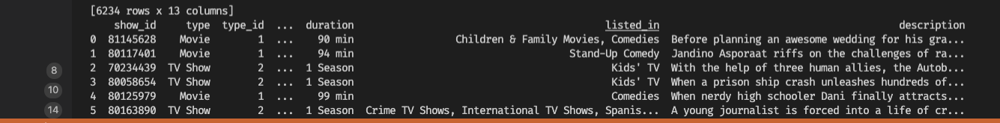 [6234 rows x 13 columns]
show_id type type_id ... duration listed_in description
0 81145628 Movie 1 ... 90 min Children & Family Movies, Comedies Before planning an awesome wedding for his gra...
1 80117401 Movie 1 ... 94 min Stand-Up Comedy Jandino Asporaat riffs on the challenges of ra...
8
2 70234439 TV Show 2 ... 1 Season Kids' TV With the help of three human allies, the Autob...
3 80058654 TV Show 2 ... 1 Season Kids' TV When a prison ship crash unleashes hundreds of...
10
4 80125979 Movie 1 ... 99 min Comedies When nerdy high schooler Dani finally attracts...
14
5 80163890 TV Show 2 ... 1 Season Crime TV Shows, International TV Shows, Spanis... A young journalist is forced into a life of cr...